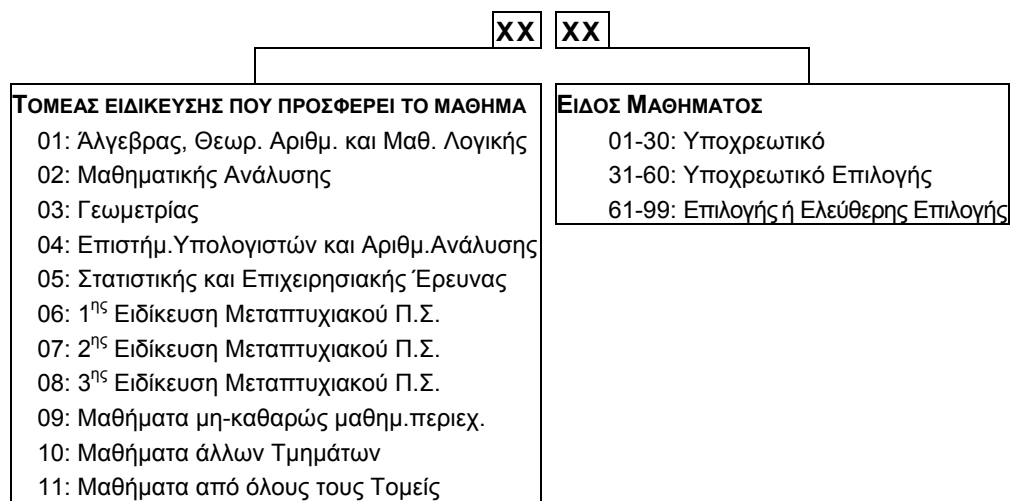 XX XX
ΤΟΜΕΑΣ ΕΙΔΙΚΕΥΣΗΣ ΠΟΥ ΠΡΟΣΦΕΡΕΙ ΤΟ ΜΑΘΗΜΑ
01: Άλγεβρας, Θεωρ. Αριθμ. και Μαθ. Λογικής
02: Μαθηματικής Ανάλυσης
03: Γεωμετρίας
04: Επιστήμ.Υπολογιστών και Αριθμ.Ανάλυσης
05: Στατιστικής και Επιχειρησιακής Έρευνας
06: 1ης Ειδίκευση Μεταπτυχιακού Π.Σ.
07: 2ης Ειδίκευση Μεταπτυχιακού Π.Σ.
08: 3ης Ειδίκευση Μεταπτυχιακού Π.Σ.
09: Μαθήματα μη-καθαρώς μαθημ.περιεχ.
10: Μαθήματα άλλων Τμημάτων
11: Μαθήματα από όλους τους Τομείς
ΕΙΔΟΣ ΜΑΘΗΜΑΤΟΣ
01-30: Υποχρεωτικό
31-60: Υποχρεωτικό Επιλογής
61-99: Επιλογής ή Ελεύθερης Επιλογής